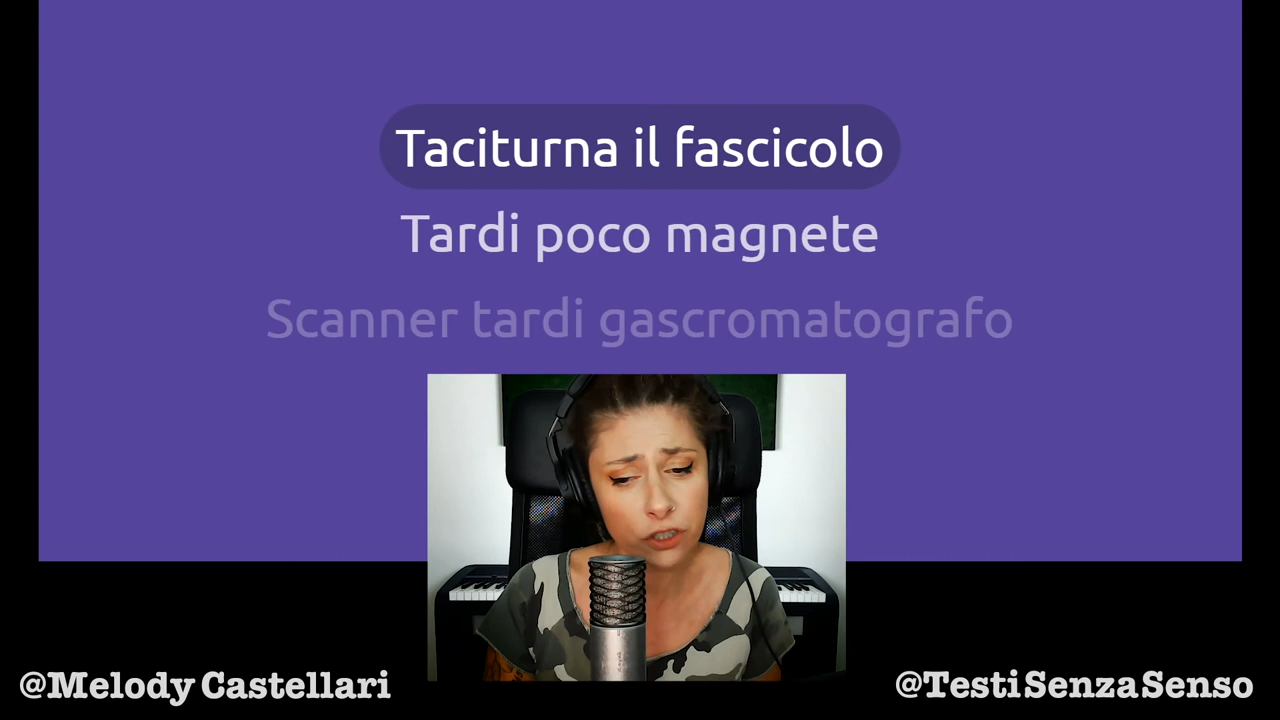 Taciturna il fascicolo
Tardi poco magnete
Scanner tardi gascromatografo
@Melody Castellari
@TestiSenzaSenso